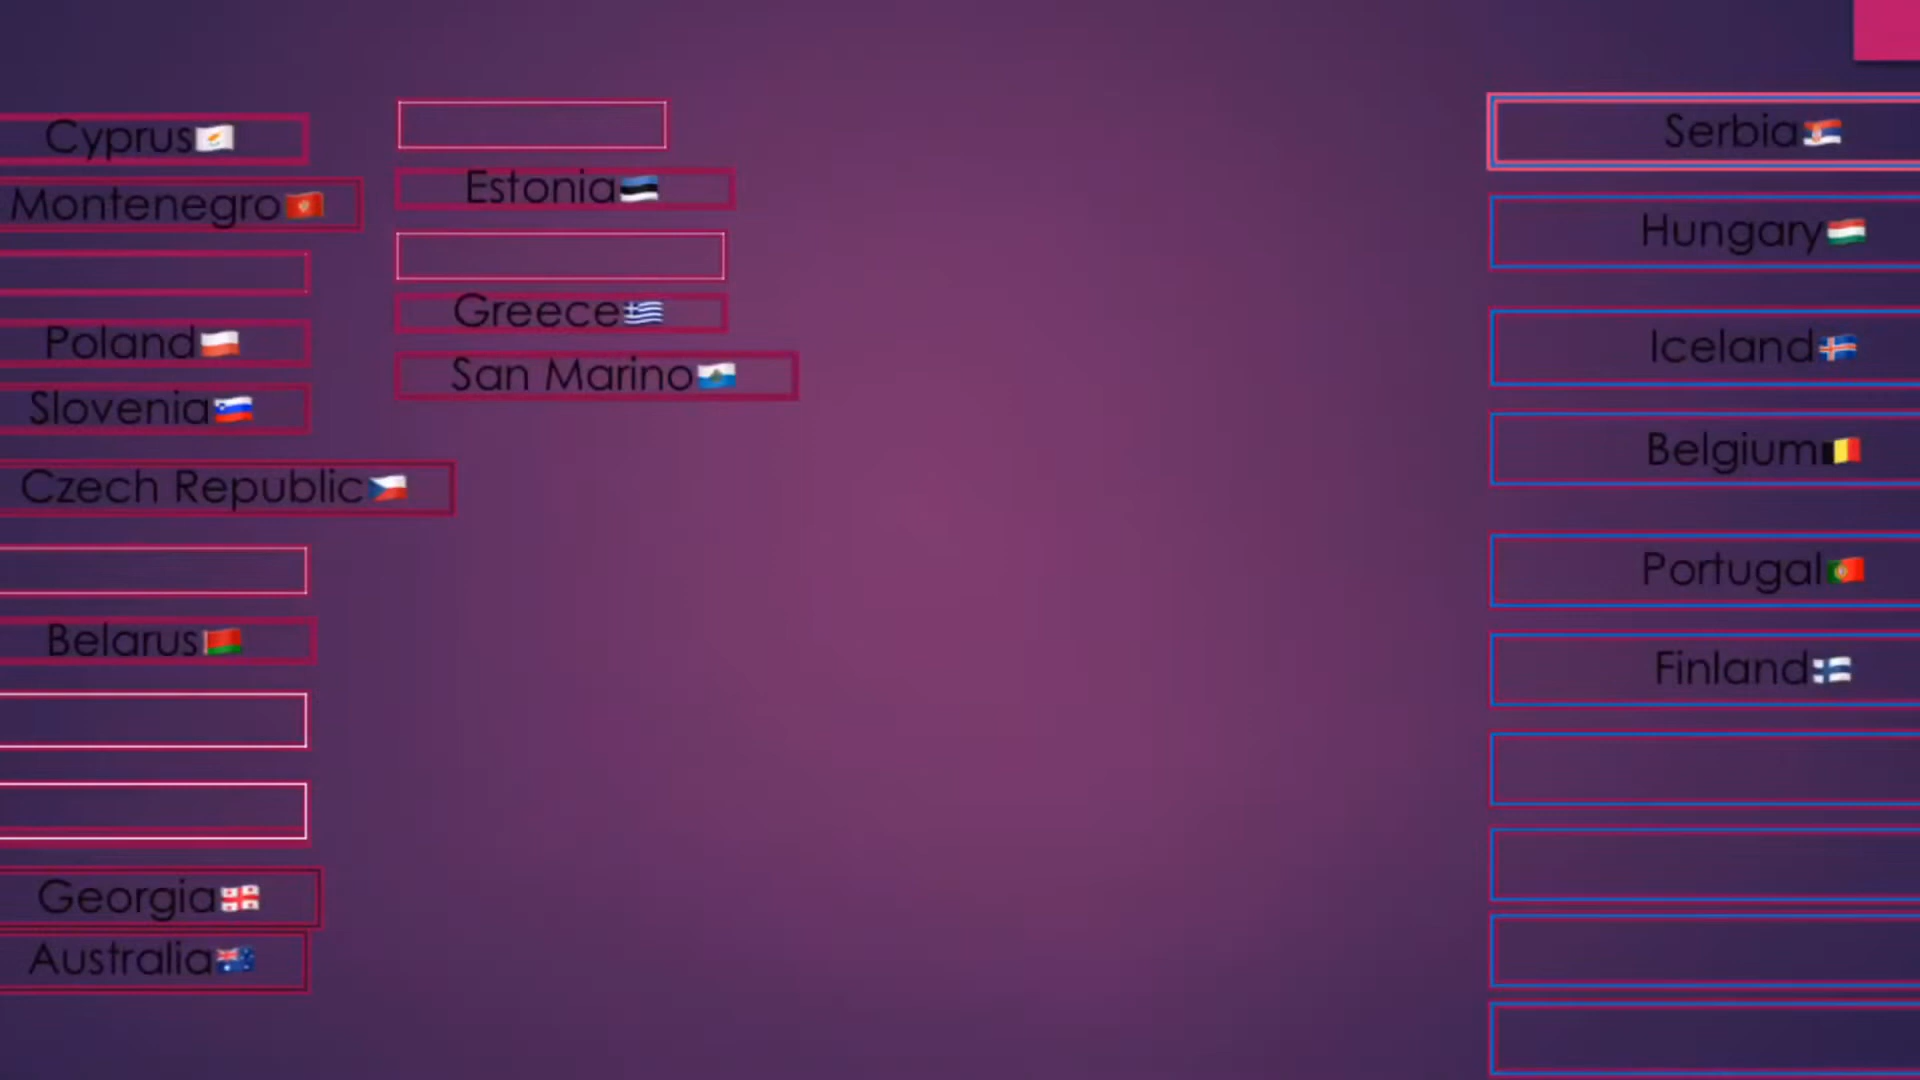 Cyprus🇨🇾
Montenegro🇲🇪
Poland🇵🇱
Slovenia🇸🇮
Czech Republic🇨🇿
Belarus🇧🇾
Georgia🇬🇪
Australia🇦🇺
Estonia🇪🇪
Greece🇬🇷
San Marino🇸🇲
Serbia🇷🇸
Hungary🇭🇺
Iceland🇮🇸
Belgium🇧🇪
Portugal🇵🇹
Finland🇫🇮